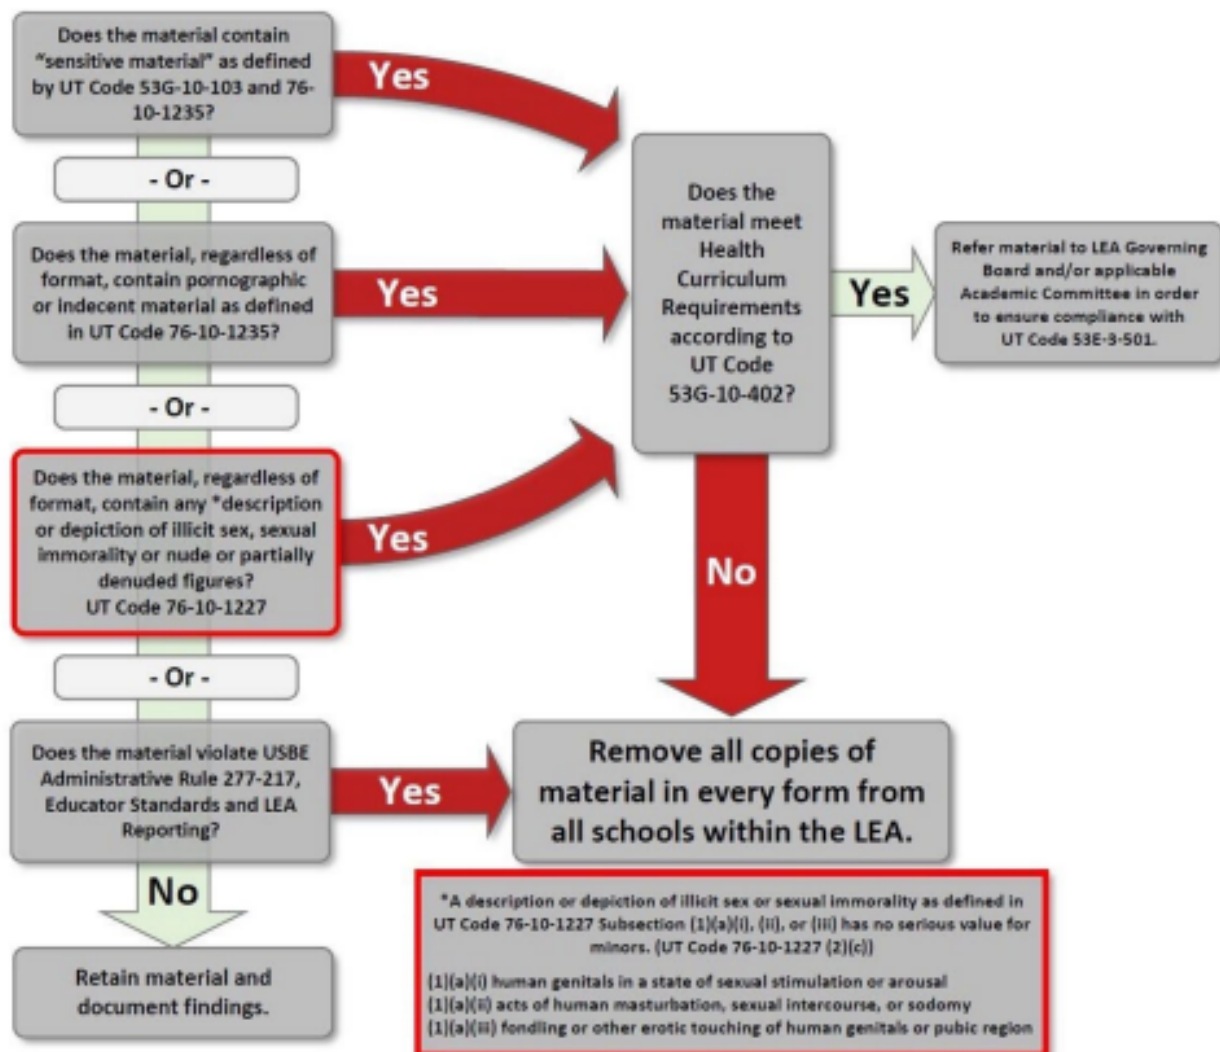 Does the material contain
“sensitive material” as defined
by UT Code 53G-10-103 and 76-
10-1235?
Yes
- Or -
Does the material, regardless of
format, contain pornographic
or indecent material as defined
in UT Code 76-10-1235?
Yes
- Or -
Does the material, regardless of
format, contain any *description
or depiction of illicit sex, sexual
immorality or nude or partially
denuded figures?
UT Code 76-10-1227
Yes
- Or -
Does the material violate USBE
Administrative Rule 277-217,
Educator Standards and LEA
Reporting?
Yes
No
Retain material and
document findings.
Does the
material meet
Health
Curriculum
Requirements
according to
UT Code
53G-10-402?
Yes
Refer material to LEA Governing
Board and/or applicable
Academic Committee in order
to ensure compliance with
UT Code 53E-3-501.
No
Remove all copies of
material in every form from
all schools within the LEA.
*A description or depiction of illicit sex or sexual immorality as defined in
UT Code 76-10-1227 Subsection (1)(a)(i), (ii), or (iii) has no serious value for
minors. (UT Code 76-10-1227 (2)(c))
(1)(a)(i) human genitals in a state of sexual stimulation or arousal
(1)(a)(ii) acts of human masturbation, sexual intercourse, or sodomy
(1)(a)(iii) fondling or other erotic touching of human genitals or pubic region